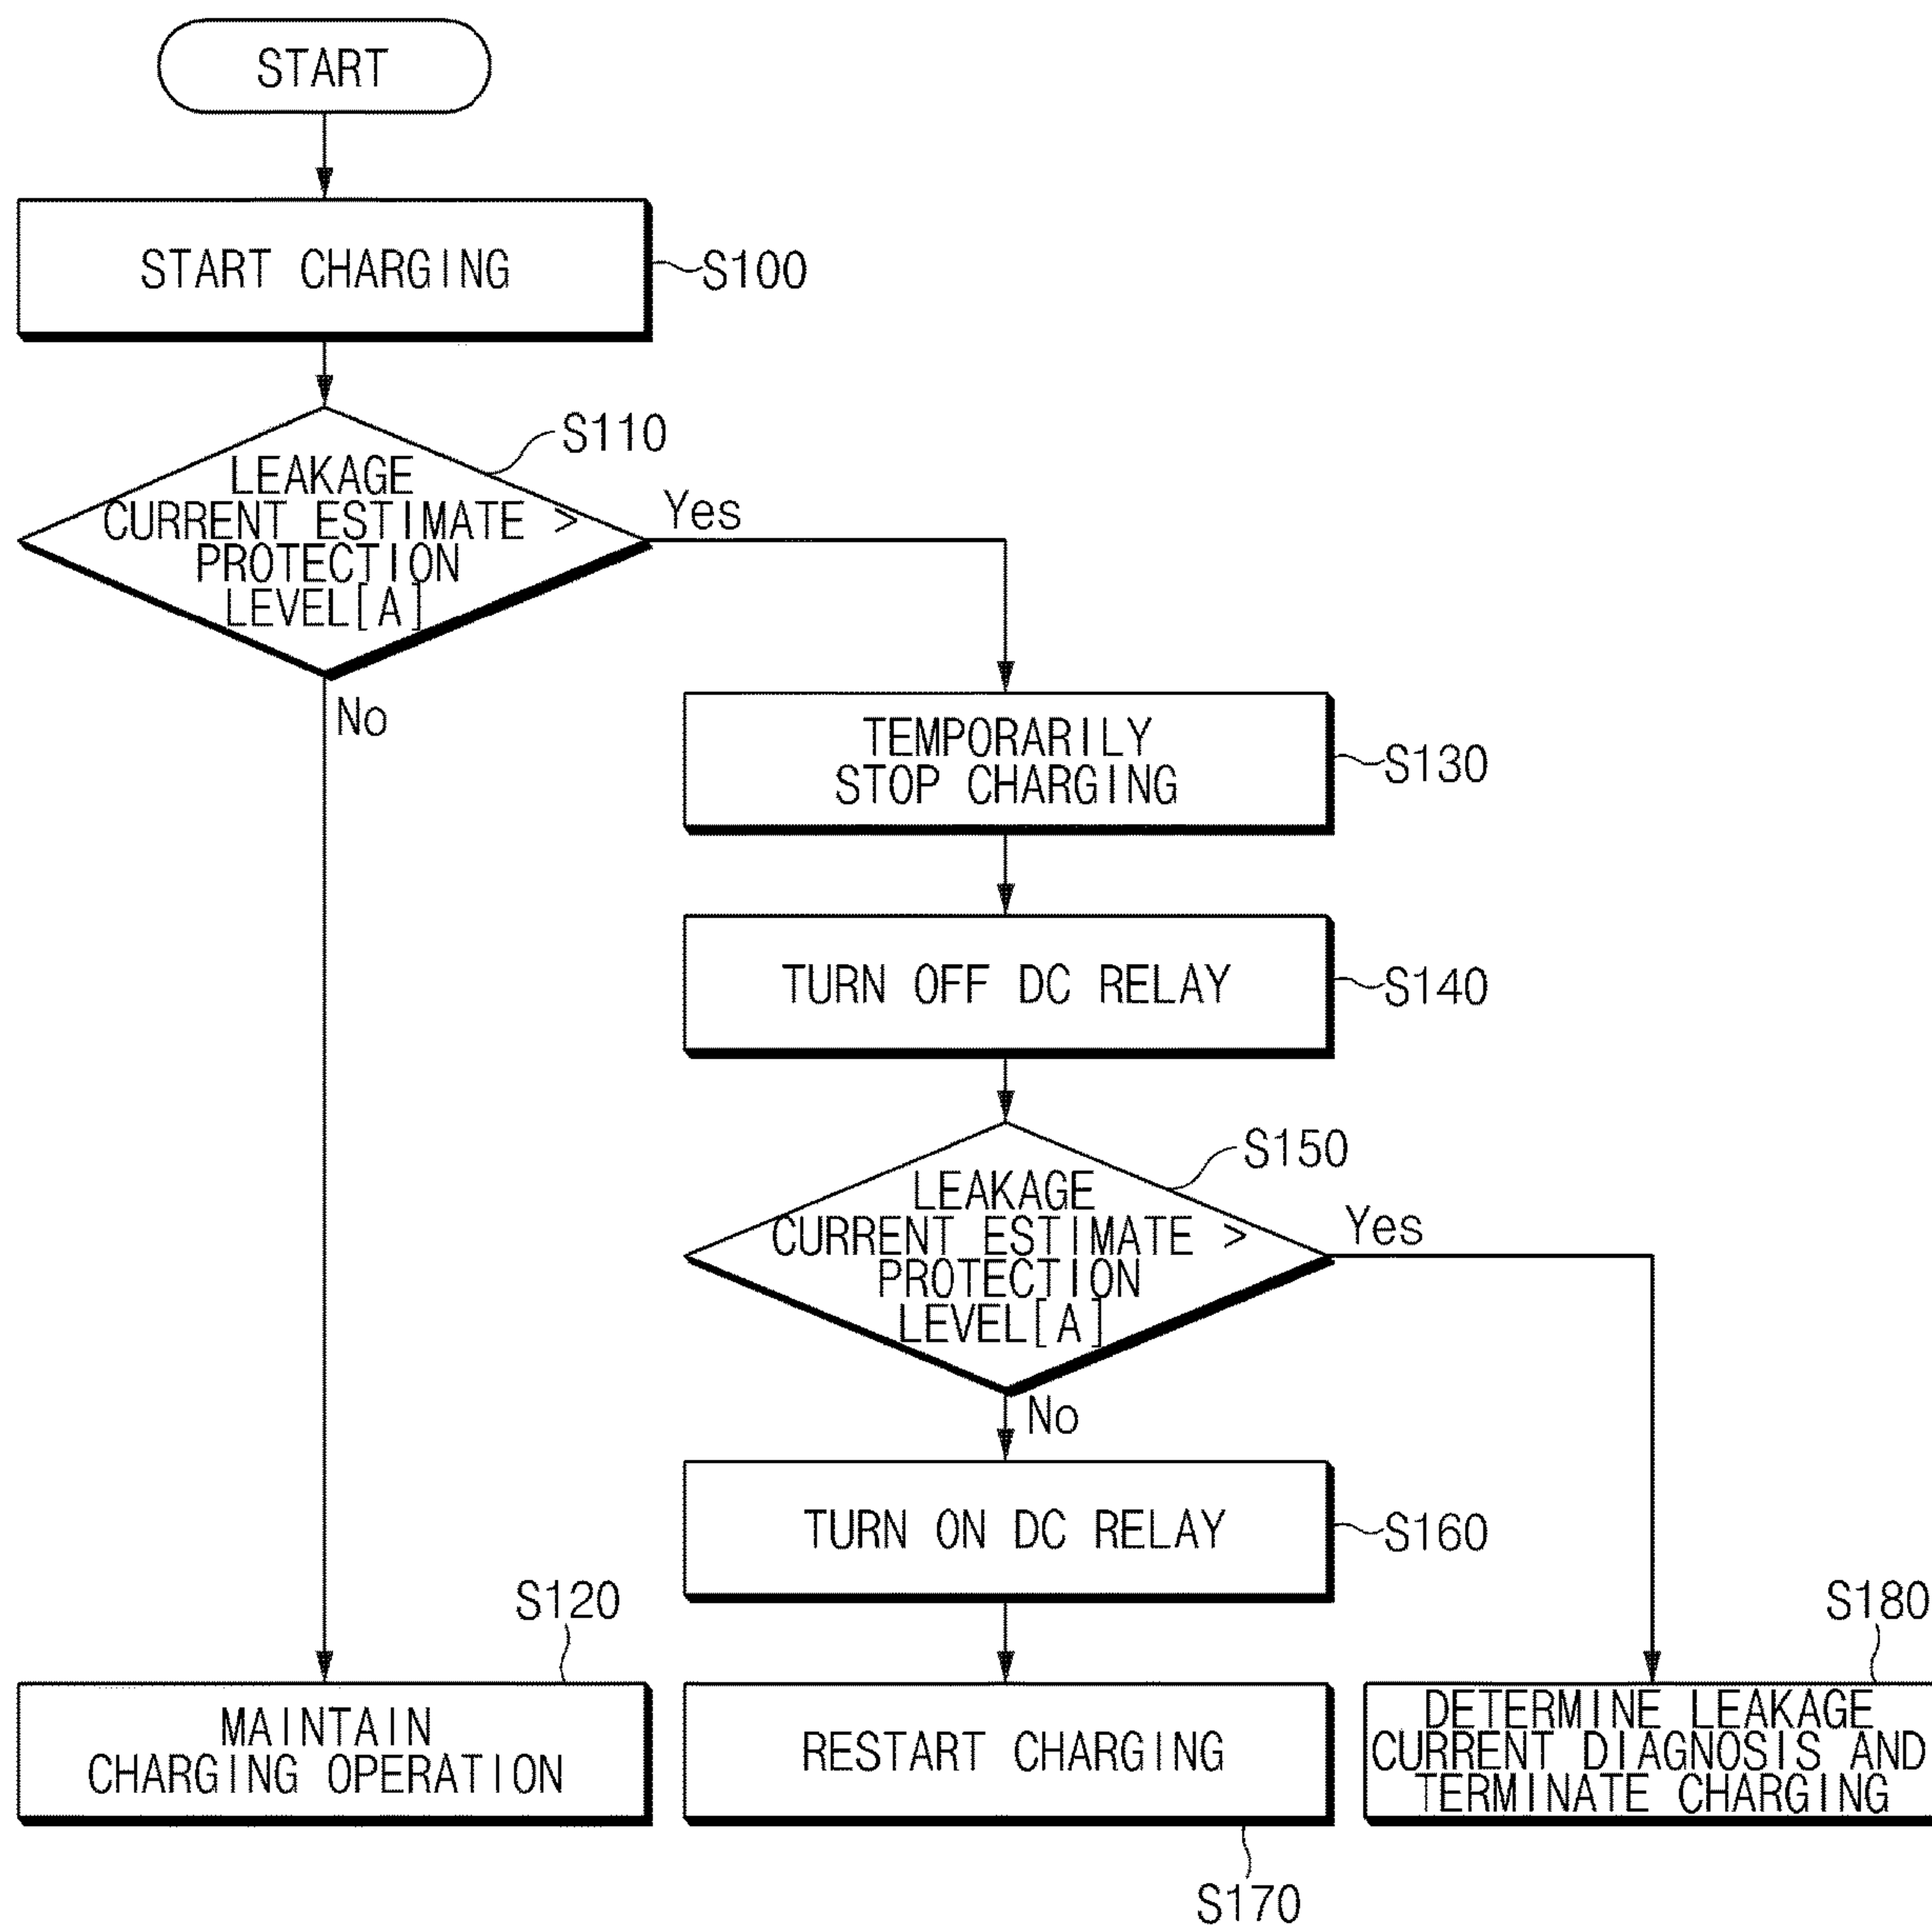 START
START CHARGING
S100
S110
LEAKAGE
CURRENT ESTIMATE >
PROTECTION
LEVEL[A]
Yes
No
TEMPORARILY
STOP CHARGING
S130
TURN OFF DC RELAY
S140
S150
LEAKAGE
CURRENT ESTIMATE >
PROTECTION
LEVEL[A]
Yes
No
TURN ON DC RELAY
S160
S120
MAINTAIN
CHARGING OPERATION
RESTART CHARGING
S170
S180
DETERMINE LEAKAGE
CURRENT DIAGNOSIS AND
TERMINATE CHARGING